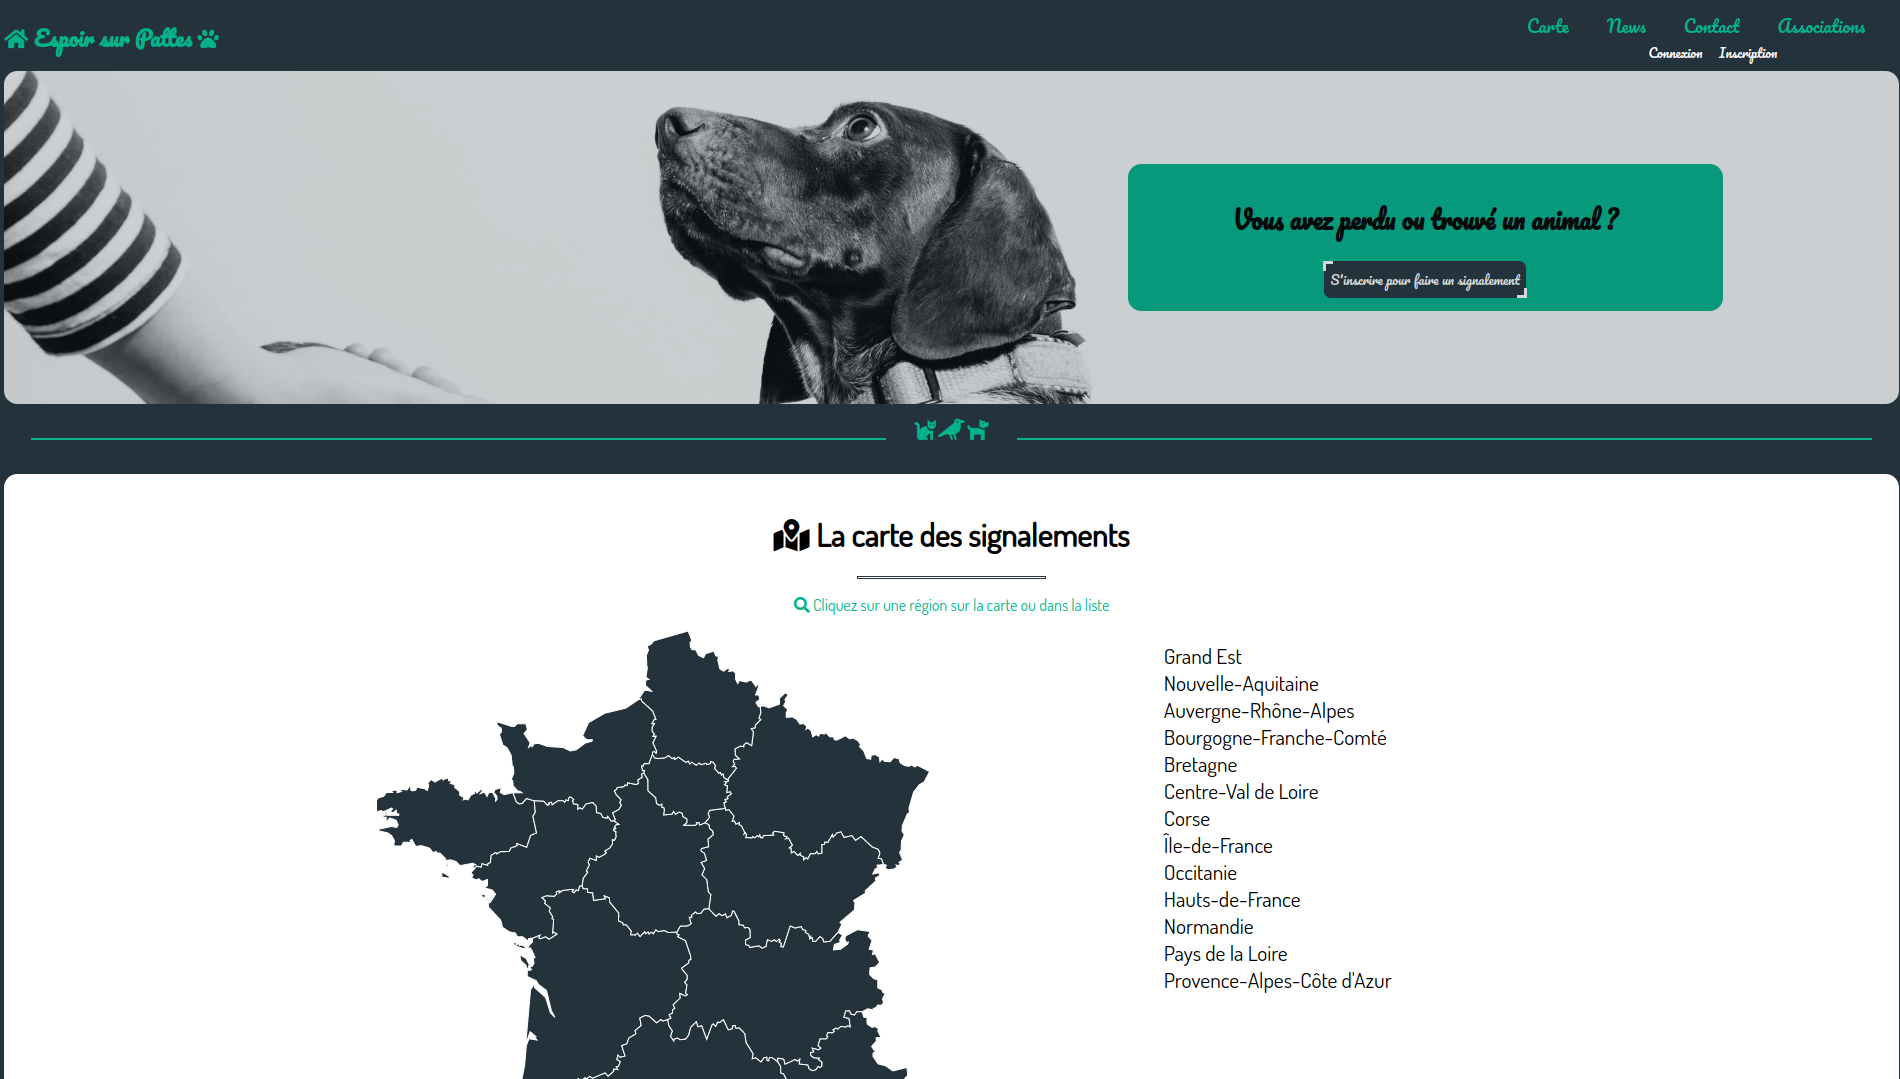 Espoir sur Pattes
Carte News Contact Associations
Connexion Inscription
Vous avez perdu ou trouvé un animal ?
S'inscrire pour faire un signalement
La carte des signalements
Cliquez sur une région sur la carte ou dans la liste
Grand Est
Nouvelle-Aquitaine
Auvergne-Rhône-Alpes
Bourgogne-Franche-Comté
Bretagne
Centre-Val de Loire
Corse
Île-de-France
Occitanie
Hauts-de-France
Normandie
Pays de la Loire
Provence-Alpes-Côte d'Azur